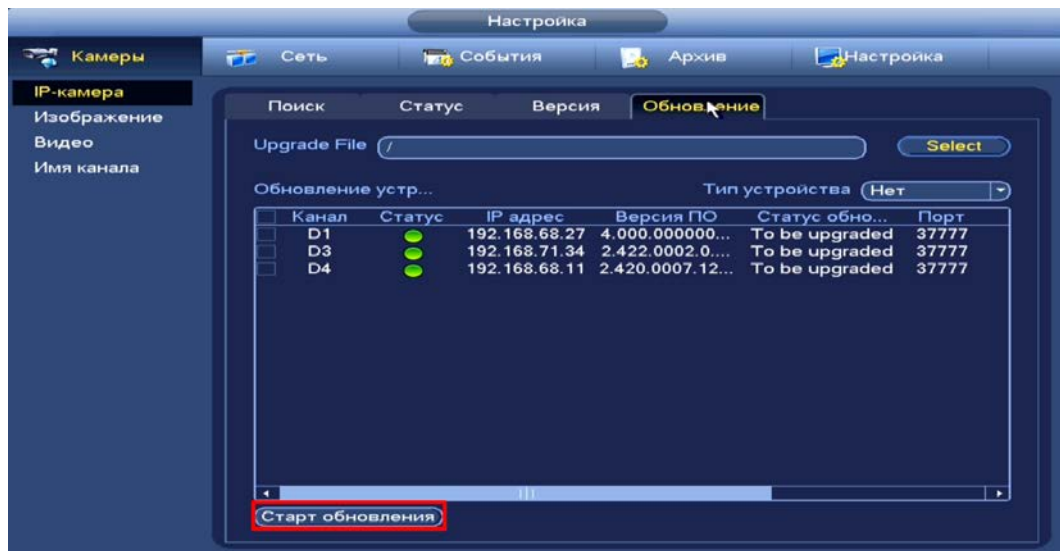 Настройка
Камеры Сеть События Архив Настройка
IP-камера
Изображение
Видео
Имя канала
Поиск Статус Версия Обновление
Upgrade File / Select
Обновление устр... Тип устройства Нет
Канал Статус IP адрес Версия ПО Статус обно... Порт
D1 192.168.68.27 4.000.000000... To be upgraded 37777
D3 192.168.71.34 2.422.0002.0.... To be upgraded 37777
D4 192.168.68.11 2.420.0007.12... To be upgraded 37777
Старт обновления